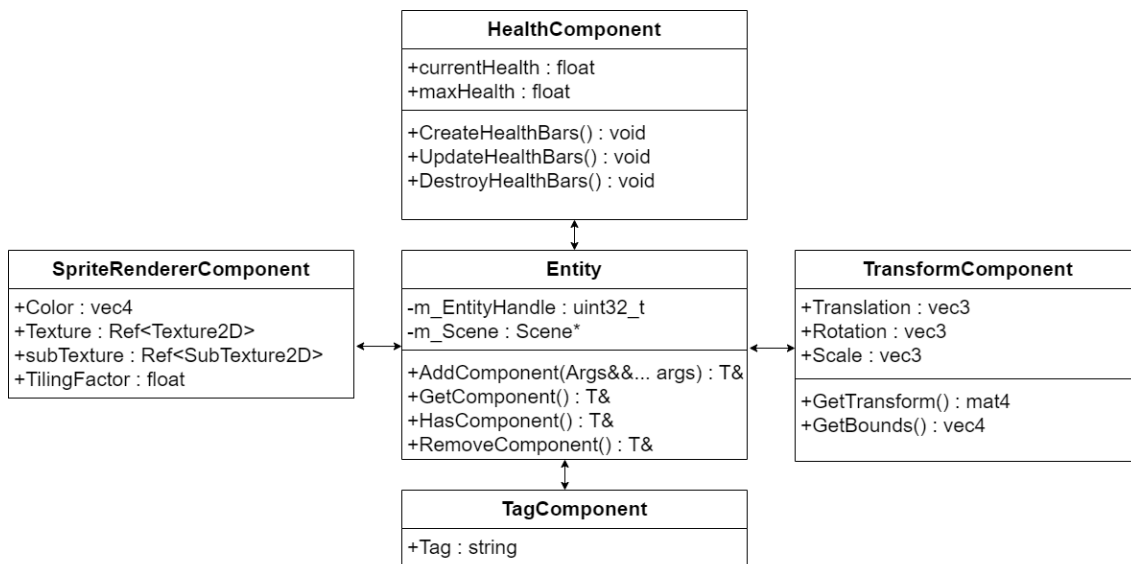 HealthComponent
+currentHealth : float
+maxHealth : float
+CreateHealthBars() : void
+UpdateHealthBars() : void
+DestroyHealthBars() : void
SpriteRendererComponent
+Color : vec4
+Texture : Ref<Texture2D>
+subTexture : Ref<SubTexture2D>
+TilingFactor : float
Entity
-m_EntityHandle : uint32_t
-m_Scene : Scene*
+AddComponent(Args&&... args) : T&
+GetComponent() : T&
+HasComponent() : T&
+RemoveComponent() : T&
TransformComponent
+Translation : vec3
+Rotation : vec3
+Scale : vec3
+GetTransform() : mat4
+GetBounds() : vec4
TagComponent
+Tag : string